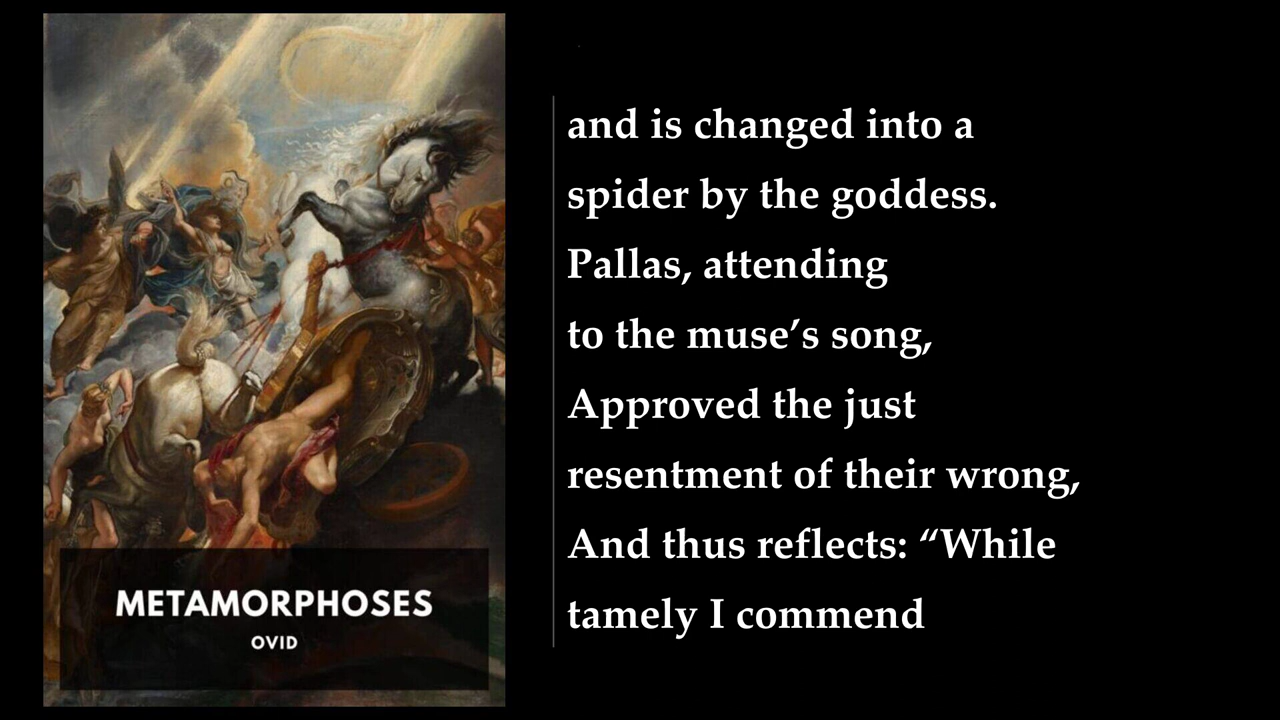 METAMORPHOSES
OVID
and is changed into a
spider by the goddess.
Pallas, attending
to the muse’s song,
Approved the just
resentment of their wrong,
And thus reflects: “While
tamely I commend